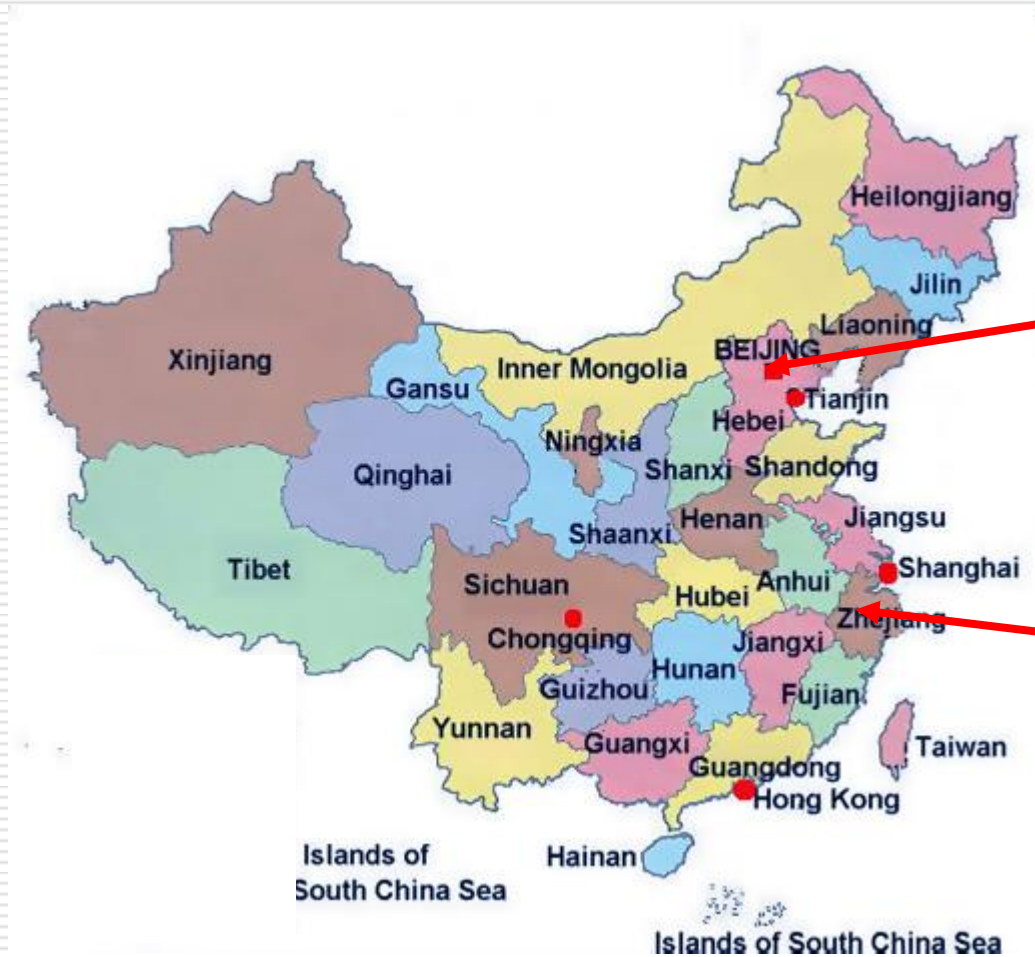 Heilongjiang
Jilin
Liaoning
BEIJING
Xinjiang
Inner Mongolia
Gansu
Tianjin
Hebei
Ningxia
Shanxi
Shandong
Qinghai
Henan
Jiangsu
Shaanxi
Shanghai
Tibet
Sichuan
Anhui
Hubei
Zhejiang
Chongqing
Jiangxi
Hunan
Guizhou
Fujian
Yunnan
Guangxi
Taiwan
Guangdong
Hong Kong
Islands of
South China Sea
Hainan
Islands of South China Sea